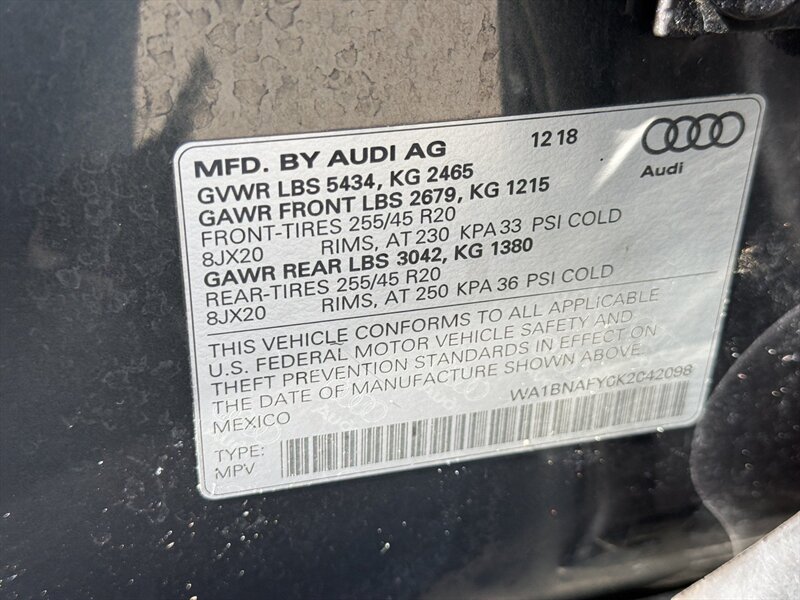 MFD. BY AUDI AG 12 18
GVWR LBS 5434, KG 2465
GAWR FRONT LBS 2679, KG 1215
FRONT-TIRES 255/45 R20
8JX20 RIMS, AT 230 KPA 33 PSI COLD
GAWR REAR LBS 3042, KG 1380
REAR-TIRES 255/45 R20
8JX20 RIMS, AT 250 KPA 36 PSI COLD
Audi
THIS VEHICLE CONFORMS TO ALL APPLICABLE
U.S. FEDERAL MOTOR VEHICLE SAFETY AND
THEFT PREVENTION STANDARDS IN EFFECT ON
THE DATE OF MANUFACTURE SHOWN ABOVE.
MEXICO
WA1BNAFY0K2042098
TYPE:
MPV